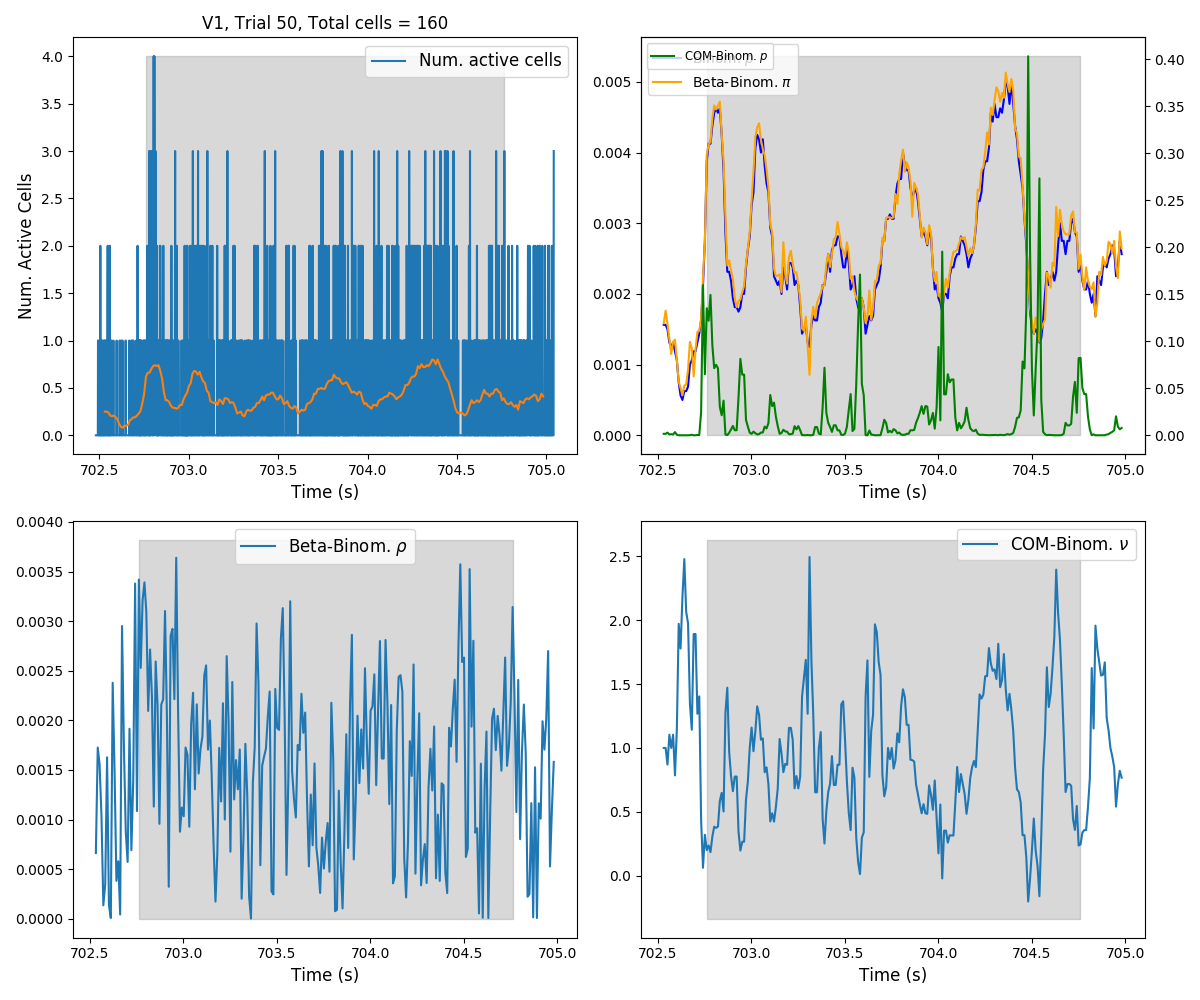 V1, Trial 50, Total cells = 160
Num. active cells
4.0
3.5
3.0
2.5
2.0
1.5
1.0
0.5
0.0
Num. Active Cells
702.5 703.0 703.5 704.0 704.5 705.0
Time (s)
COM-Binom. p
Beta-Binom. π
0.005
0.004
0.003
0.002
0.001
0.000
0.40
0.35
0.30
0.25
0.20
0.15
0.10
0.05
0.00
702.5 703.0 703.5 704.0 704.5 705.0
Time (s)
Beta-Binom. ρ
0.0040
0.0035
0.0030
0.0025
0.0020
0.0015
0.0010
0.0005
0.0000
702.5 703.0 703.5 704.0 704.5 705.0
Time (s)
COM-Binom. ν
2.5
2.0
1.5
1.0
0.5
0.0
702.5 703.0 703.5 704.0 704.5 705.0
Time (s)